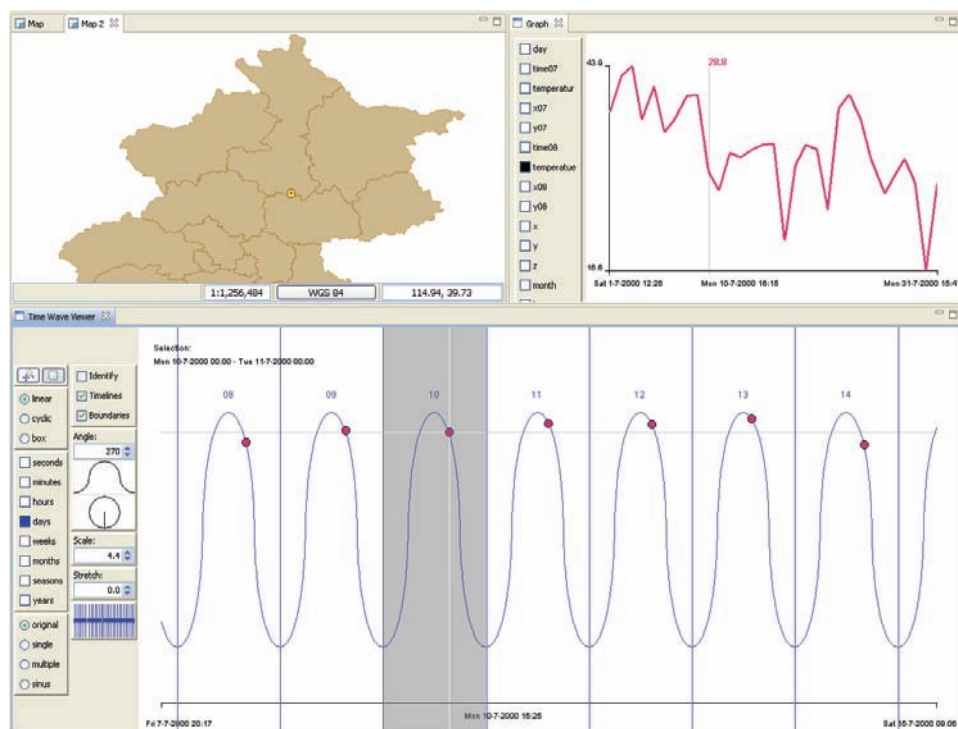 Map
Map 2
1:1,256,484
WGS 84
114.94, 39.73
Graph
day
time07
temperatur
x07
y07
time08
temperatue
x08
y08
x
y
z
month
28.8
Sat 1-7-2000 12:26
Mon 10-7-2000 16:15
Time Wave Viewer
linear
cyclic
box
seconds
minutes
hours
days
weeks
months
seasons
years
original
single
multiple
sinus
Identify
Timelines
Boundaries
Angle:
270
Scale:
4.4
Stretch:
0.0
Selection:
Mon 10-7-2000 00:00 - Tue 11-7-2000 00:00
08
09
10
11
12
13
14
Fri 7-7-2000 20:17
Mon 10-7-2000 15:25